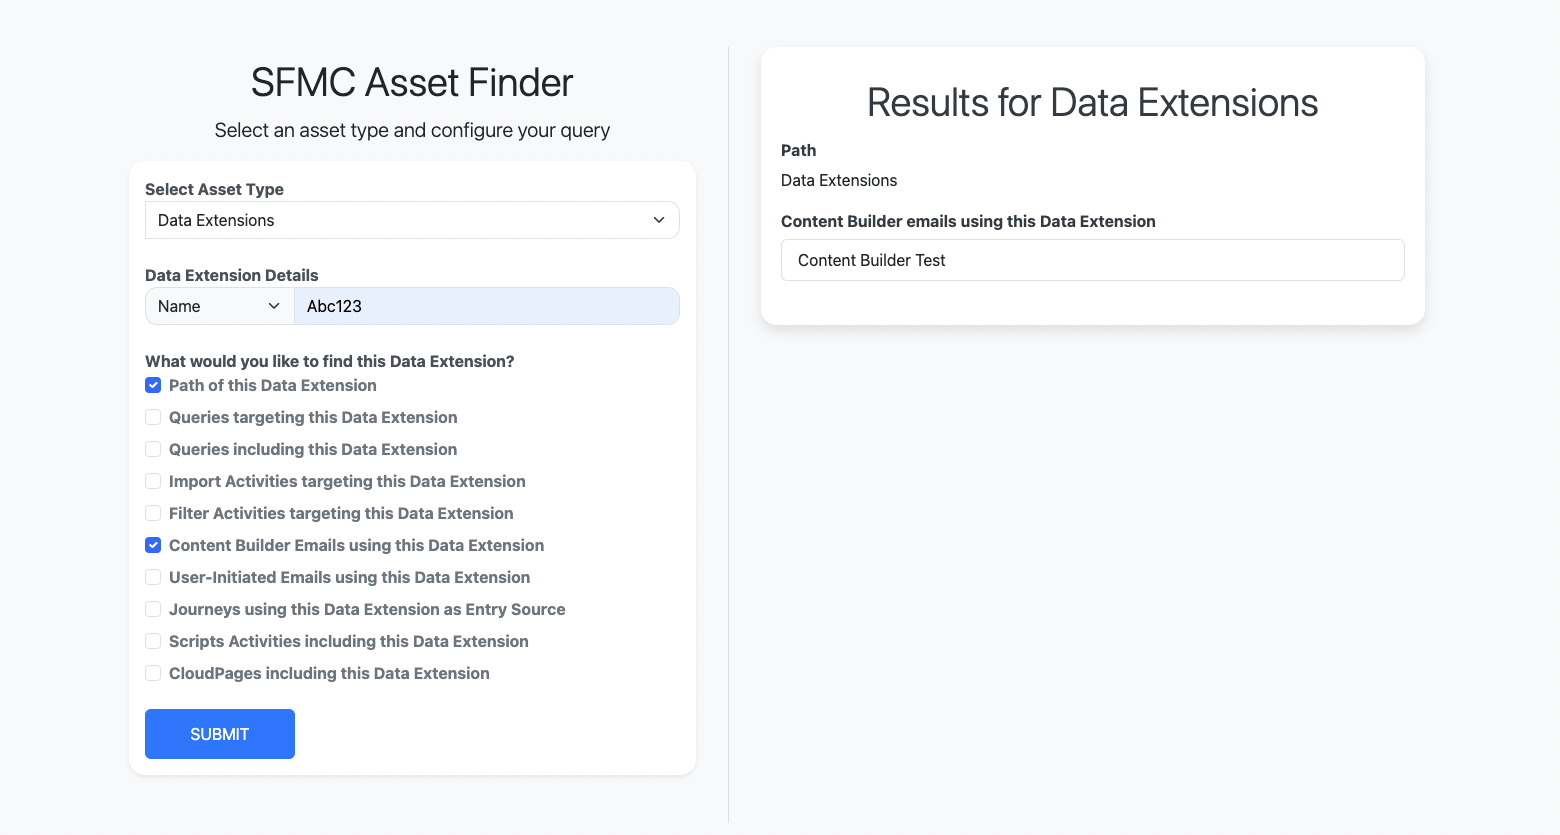 SFMC Asset Finder
Select an asset type and configure your query
Select Asset Type
Data Extensions
Data Extension Details
Name
Abc123
What would you like to find this Data Extension?
Path of this Data Extension
Queries targeting this Data Extension
Queries including this Data Extension
Import Activities targeting this Data Extension
Filter Activities targeting this Data Extension
Content Builder Emails using this Data Extension
User-Initiated Emails using this Data Extension
Journeys using this Data Extension as Entry Source
Scripts Activities including this Data Extension
CloudPages including this Data Extension
SUBMIT
Results for Data Extensions
Path
Data Extensions
Content Builder emails using this Data Extension
Content Builder Test